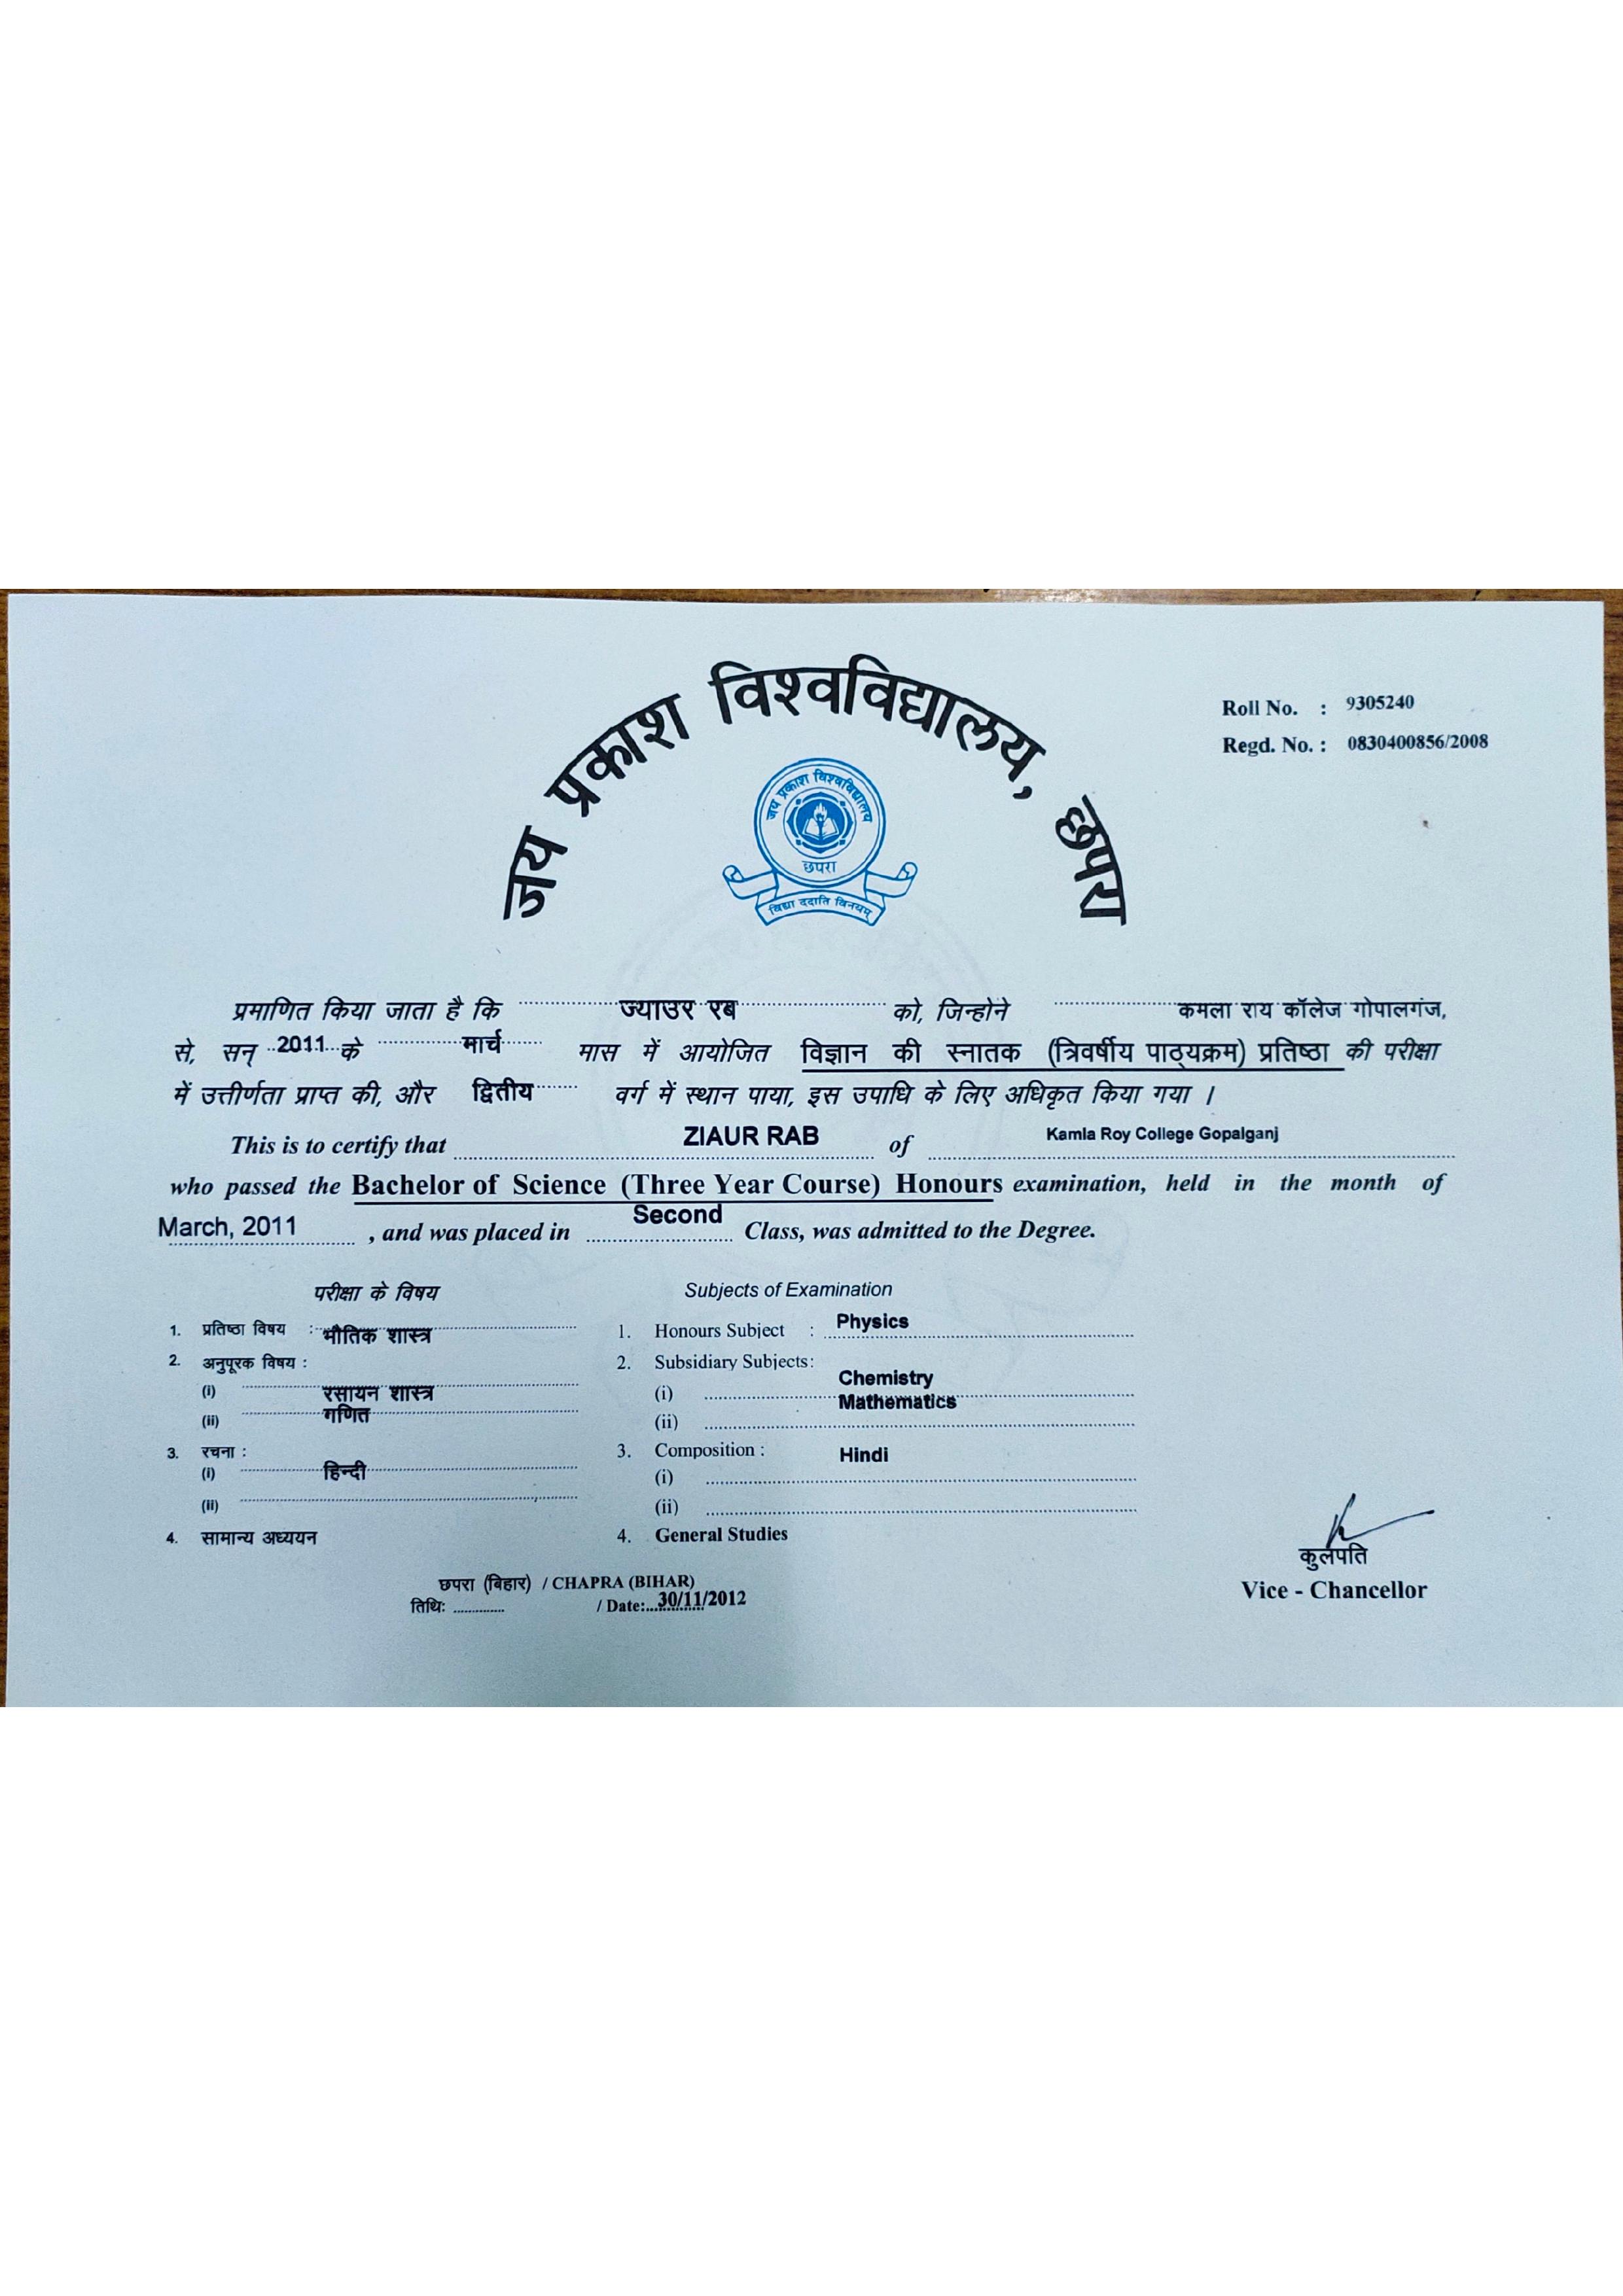 जय प्रकाश विश्वविद्यालय, छपरा
Roll No. : 9305240
Regd. No. : 0830400856/2008
जय प्रकाश विश्वविद्यालय
छपरा
विद्या ददाति विनयम्
प्रमाणित किया जाता है कि ज्याउर रब को, जिन्होने कमला राय कॉलेज गोपालगंज,
से, सन् 2011 के मार्च मास में आयोजित विज्ञान की स्नातक (त्रिवर्षीय पाठ्यक्रम) प्रतिष्ठा की परीक्षा
में उत्तीर्णता प्राप्त की, और द्वितीय वर्ग में स्थान पाया, इस उपाधि के लिए अधिकृत किया गया ।
This is to certify that ZIAUR RAB of Kamla Roy College Gopalganj
who passed the Bachelor of Science (Three Year Course) Honours examination, held in the month of
March, 2011 , and was placed in Second Class, was admitted to the Degree.
परीक्षा के विषय
1. प्रतिष्ठा विषय : भौतिक शास्त्र
2. अनुपूरक विषय :
(i) रसायन शास्त्र
(ii) गणित
3. रचना :
(i) हिन्दी
(ii)
4. सामान्य अध्ययन
Subjects of Examination
1. Honours Subject : Physics
2. Subsidiary Subjects:
(i) Chemistry
(ii) Mathematics
3. Composition : Hindi
(i)
(ii)
4. General Studies
छपरा (बिहार) / CHAPRA (BIHAR)
तिथि: ............. / Date:...30/11/2012
कुलपति
Vice - Chancellor